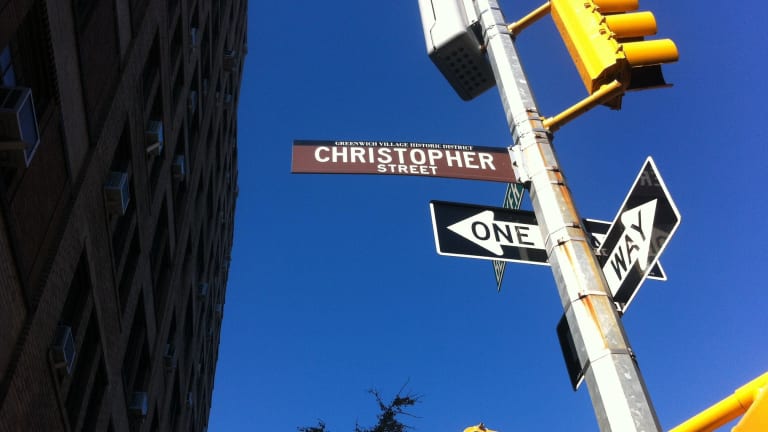 GREENWICH VILLAGE HISTORIC DISTRICT
CHRISTOPHER
STREET
ONE
WAY